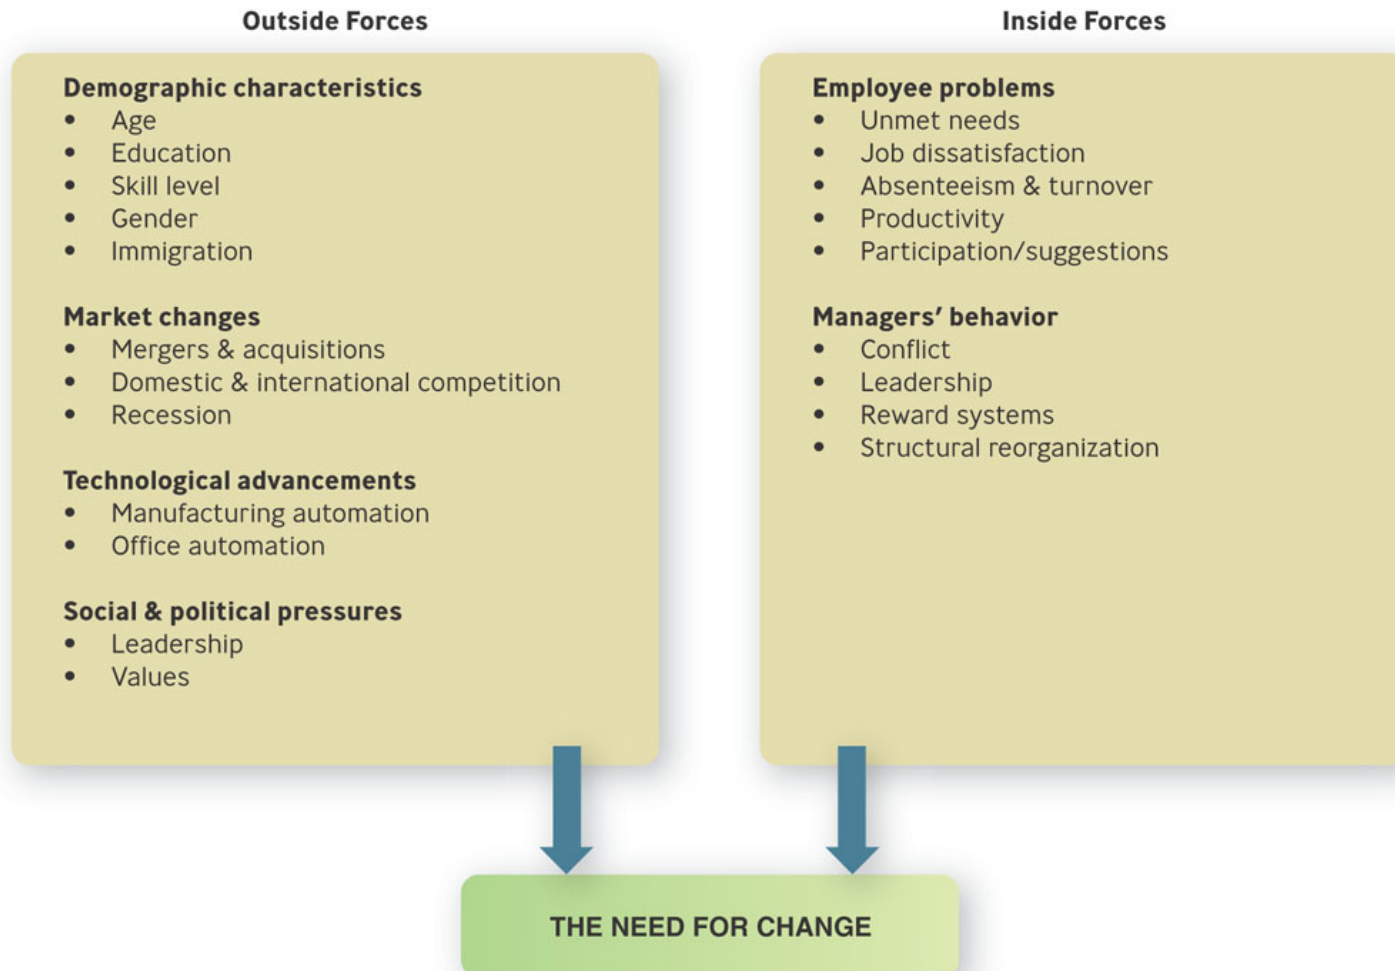 Outside Forces
Demographic characteristics
• Age
• Education
• Skill level
• Gender
• Immigration
Market changes
• Mergers & acquisitions
• Domestic & international competition
• Recession
Technological advancements
• Manufacturing automation
• Office automation
Social & political pressures
• Leadership
• Values
Inside Forces
Employee problems
• Unmet needs
• Job dissatisfaction
• Absenteeism & turnover
• Productivity
• Participation/suggestions
Managers’ behavior
• Conflict
• Leadership
• Reward systems
• Structural reorganization
THE NEED FOR CHANGE